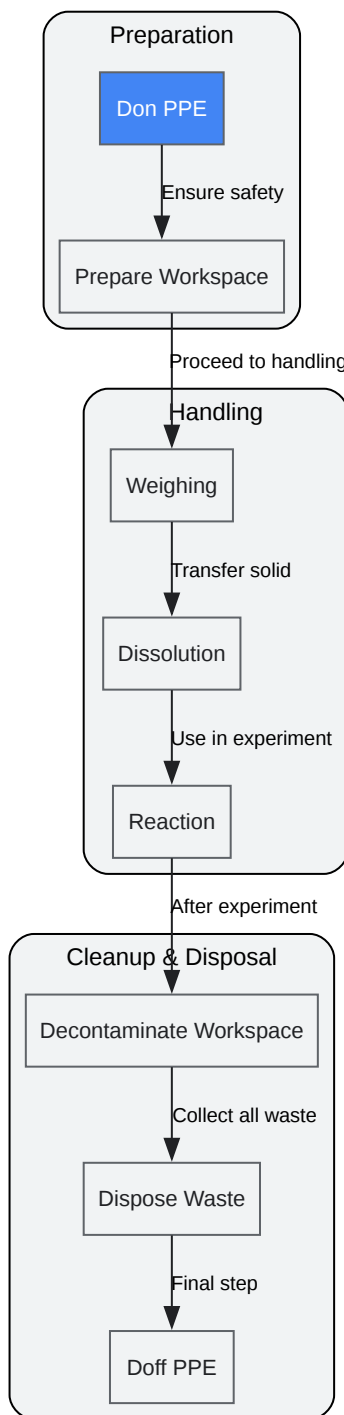 Preparation
Don PPE
Ensure safety
Prepare Workspace
Proceed to handling
Handling
Weighing
Transfer solid
Dissolution
Use in experiment
Reaction
After experiment
Cleanup & Disposal
Decontaminate Workspace
Collect all waste
Dispose Waste
Final step
Doff PPE